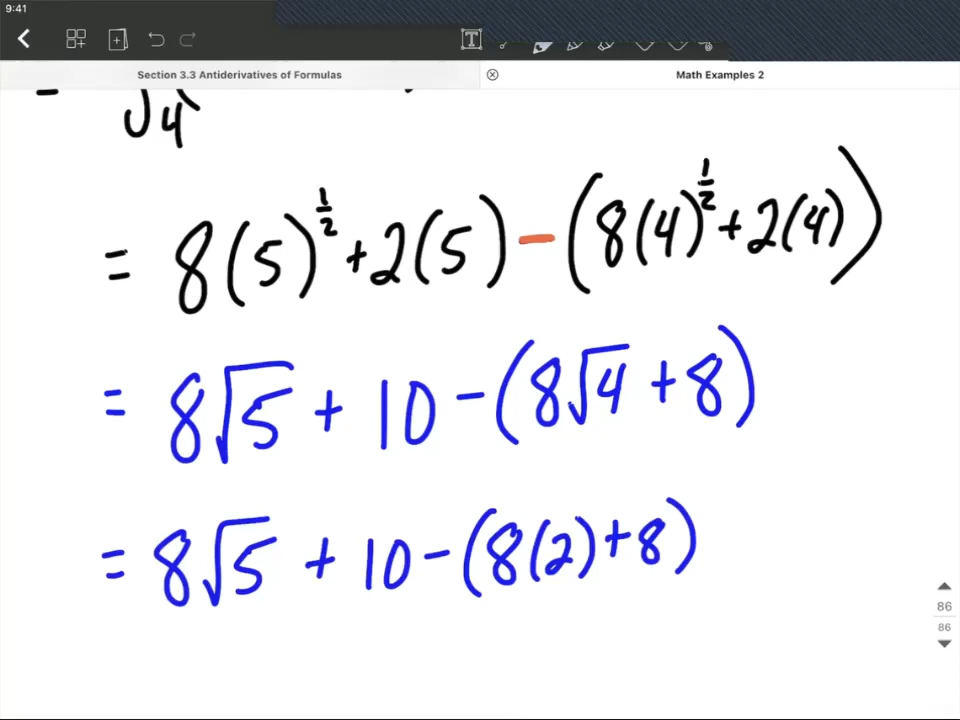 9:41
Section 3.3 Antiderivatives of Formulas
Math Examples 2
√4
= 8(5)^½ + 2(5) − (8(4)^½ + 2(4))
= 8√5 + 10 − (8√4 + 8)
= 8√5 + 10 − (8(2) + 8)
86
86